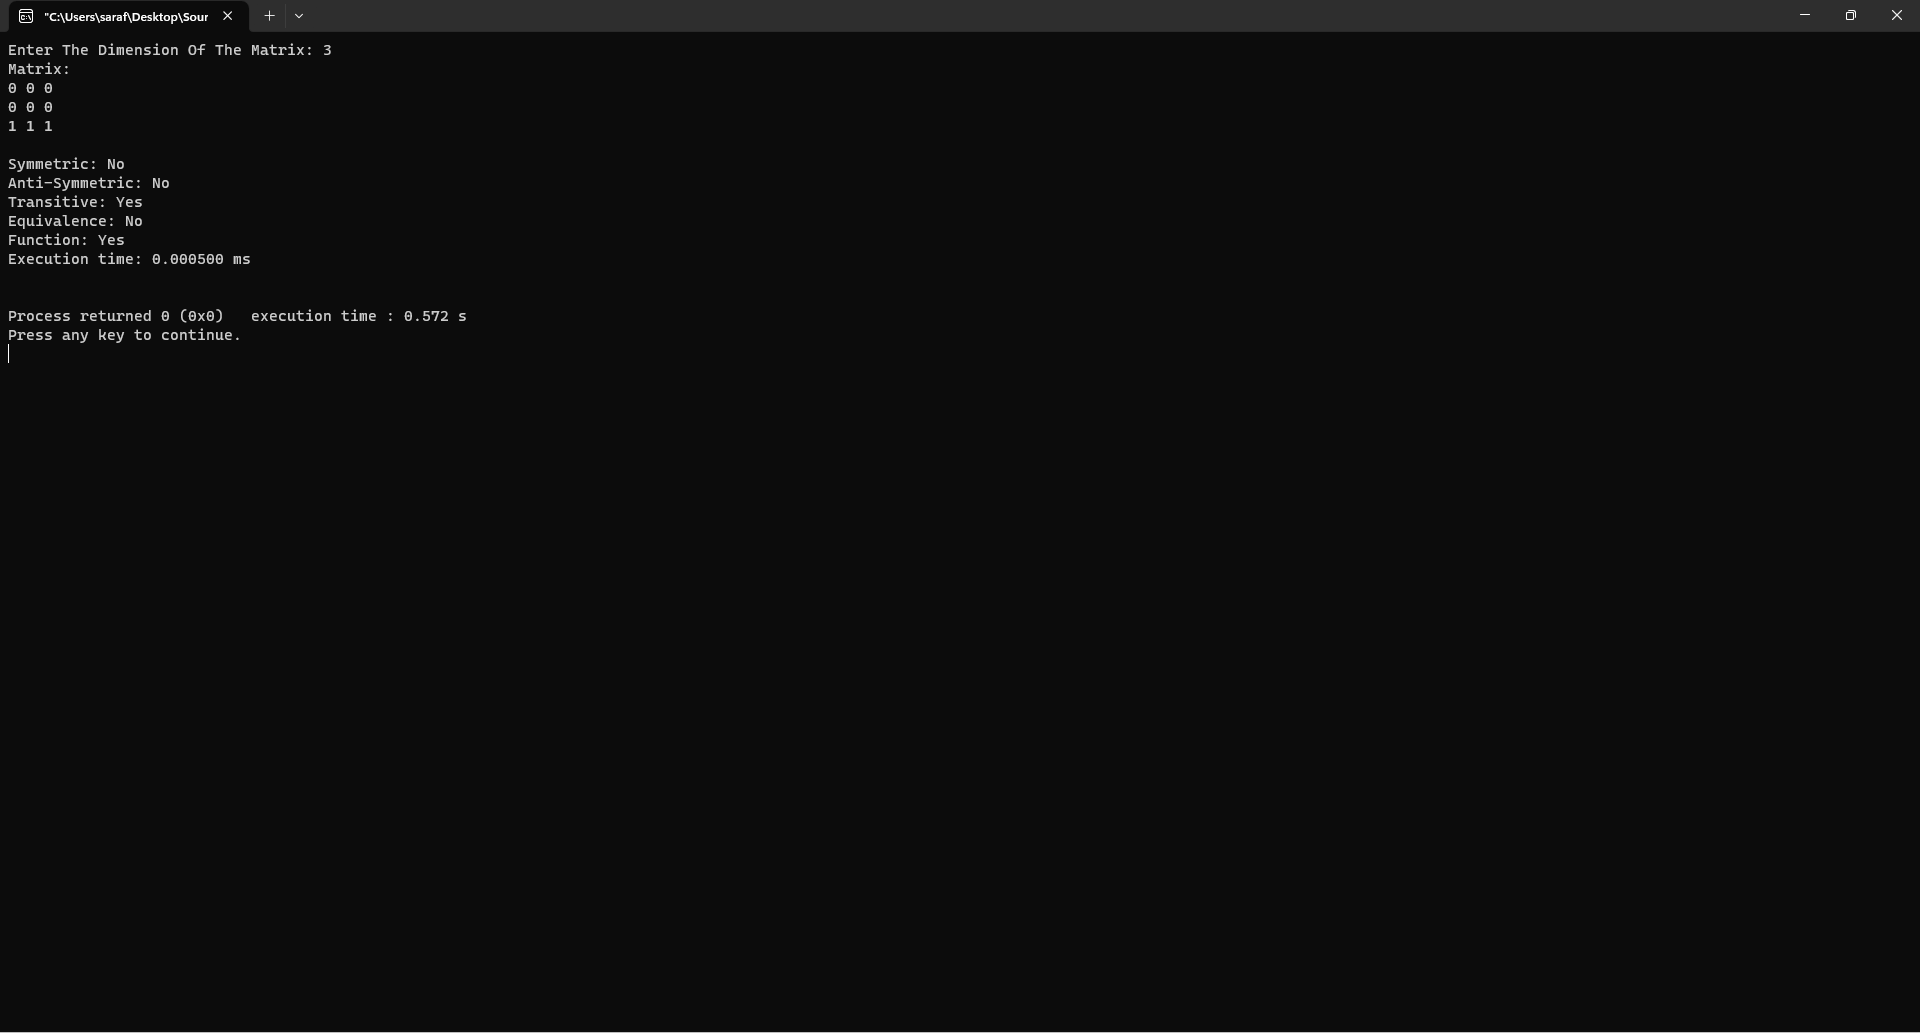 "C:\Users\saraf\Desktop\Sour
Enter The Dimension Of The Matrix: 3
Matrix:
0 0 0
0 0 0
1 1 1
Symmetric: No
Anti-Symmetric: No
Transitive: Yes
Equivalence: No
Function: Yes
Execution time: 0.000500 ms
Process returned 0 (0x0)   execution time : 0.572 s
Press any key to continue.